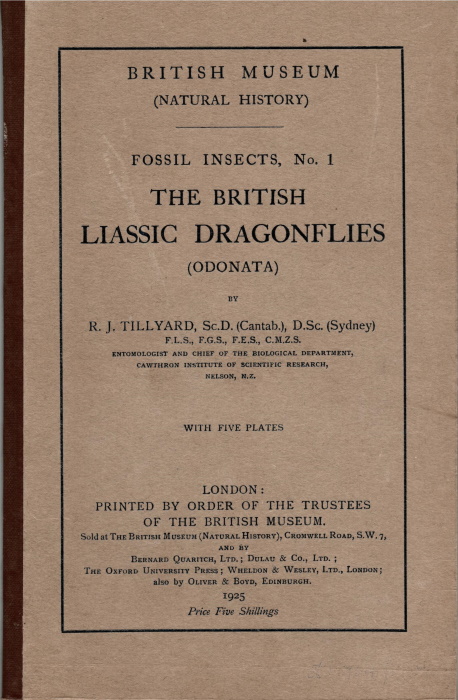 BRITISH MUSEUM
(NATURAL HISTORY)
FOSSIL INSECTS, No. 1
THE BRITISH
LIASSIC DRAGONFLIES
(ODONATA)
BY
R. J. TILLYARD, Sc.D. (Cantab.), D.Sc. (Sydney)
F.L.S., F.G.S., F.E.S., C.M.Z.S.
ENTOMOLOGIST AND CHIEF OF THE BIOLOGICAL DEPARTMENT,
CAWTHRON INSTITUTE OF SCIENTIFIC RESEARCH,
NELSON, N.Z.
WITH FIVE PLATES
LONDON:
PRINTED BY ORDER OF THE TRUSTEES
OF THE BRITISH MUSEUM.
Sold at The British Museum (Natural History), Cromwell Road, S.W. 7,
AND BY
Bernard Quaritch, Ltd.; Dulau & Co., Ltd.;
The Oxford University Press; Wheldon & Wesley, Ltd., London;
also by Oliver & Boyd, Edinburgh.
1925
Price Five Shillings